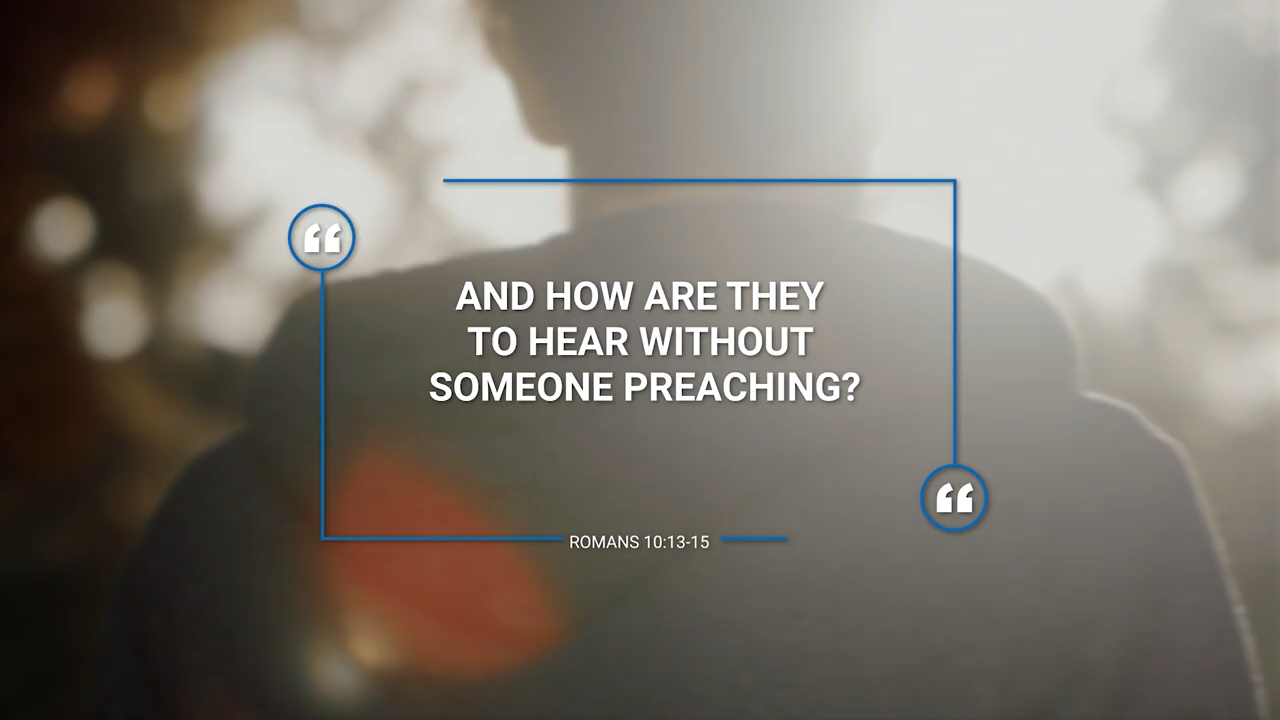 “
AND HOW ARE THEY
TO HEAR WITHOUT
SOMEONE PREACHING?
“
ROMANS 10:13-15